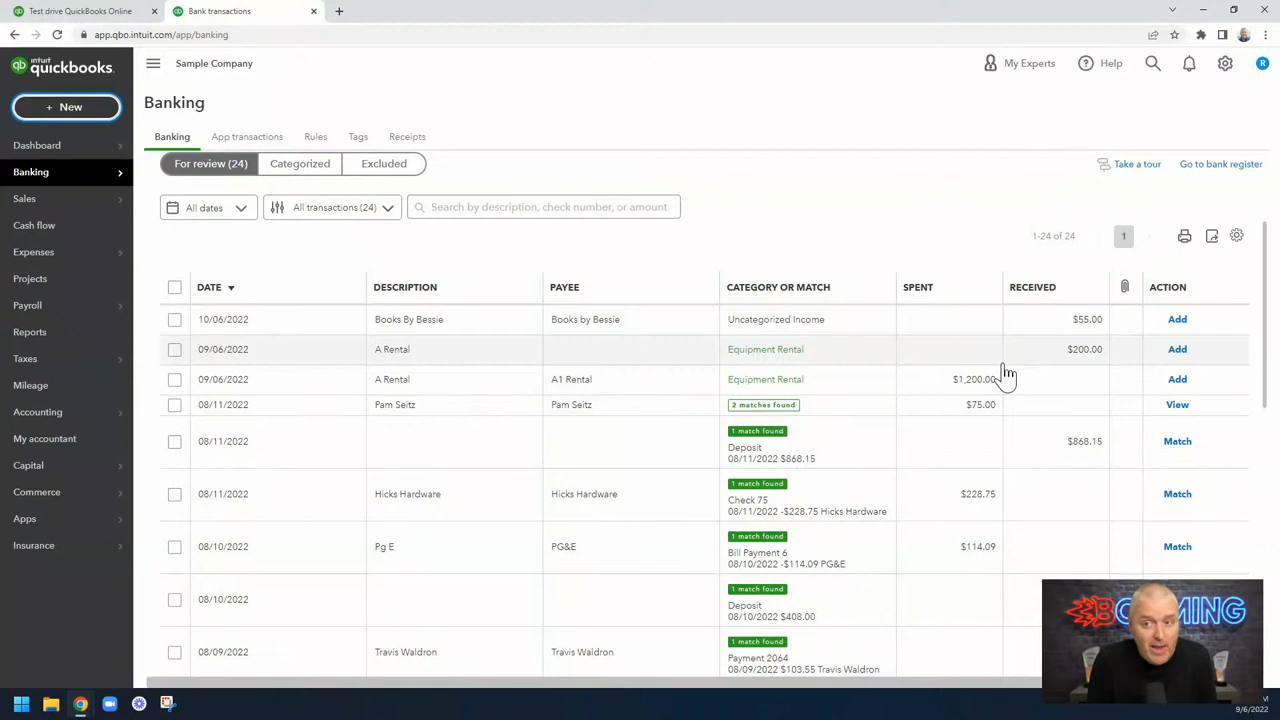 Test drive QuickBooks Online
Bank transactions
app.qbo.intuit.com/app/banking
intuit
quickbooks.
Sample Company
My Experts
Help
R
+ New
Dashboard
Banking
Sales
Cash flow
Expenses
Projects
Payroll
Reports
Taxes
Mileage
Accounting
My accountant
Capital
Commerce
Apps
Insurance
Banking
Banking App transactions Rules Tags Receipts
For review (24) Categorized Excluded
Take a tour Go to bank register
All dates All transactions (24) Search by description, check number, or amount
1-24 of 24 1
DATE DESCRIPTION PAYEE CATEGORY OR MATCH SPENT RECEIVED ACTION
10/06/2022 Books By Bessie Books by Bessie Uncategorized Income $55.00 Add
09/06/2022 A Rental Equipment Rental $200.00 Add
09/06/2022 A Rental A1 Rental Equipment Rental $1,200.00 Add
08/11/2022 Pam Seitz Pam Seitz 2 matches found $75.00 View
1 match found
08/11/2022 Deposit $868.15 Match
08/11/2022 $868.15
1 match found
08/11/2022 Hicks Hardware Hicks Hardware Check 75 $228.75 Match
08/11/2022 -$228.75 Hicks Hardware
1 match found
08/10/2022 Pg E PG&E Bill Payment 6 $114.09 Match
08/10/2022 -$114.09 PG&E
1 match found
08/10/2022 Deposit
08/10/2022 $408.00
1 match found
08/09/2022 Travis Waldron Travis Waldron Payment 2064
08/09/2022 $103.55 Travis Waldron
9/6/2022